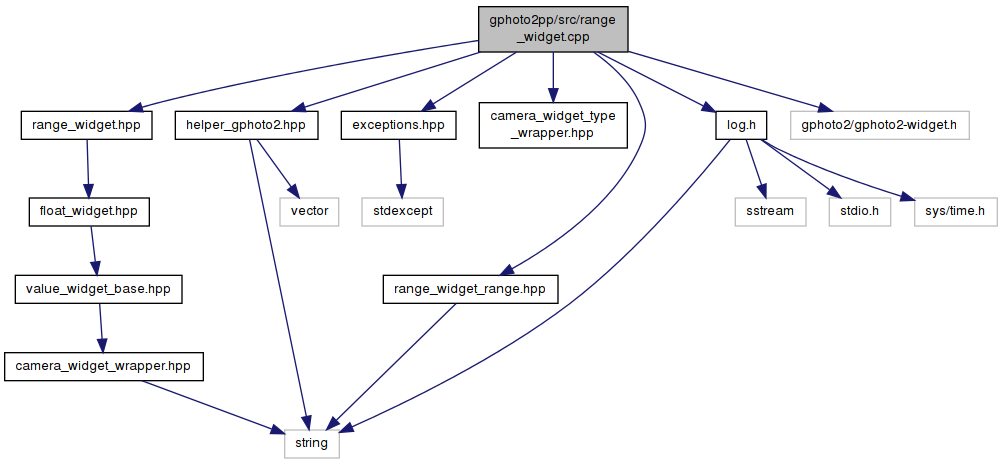 gphoto2pp/src/range
_widget.cpp
range_widget.hpp
helper_gphoto2.hpp
exceptions.hpp
camera_widget_type
_wrapper.hpp
log.h
gphoto2/gphoto2-widget.h
float_widget.hpp
vector
stdexcept
sstream
stdio.h
sys/time.h
value_widget_base.hpp
range_widget_range.hpp
camera_widget_wrapper.hpp
string